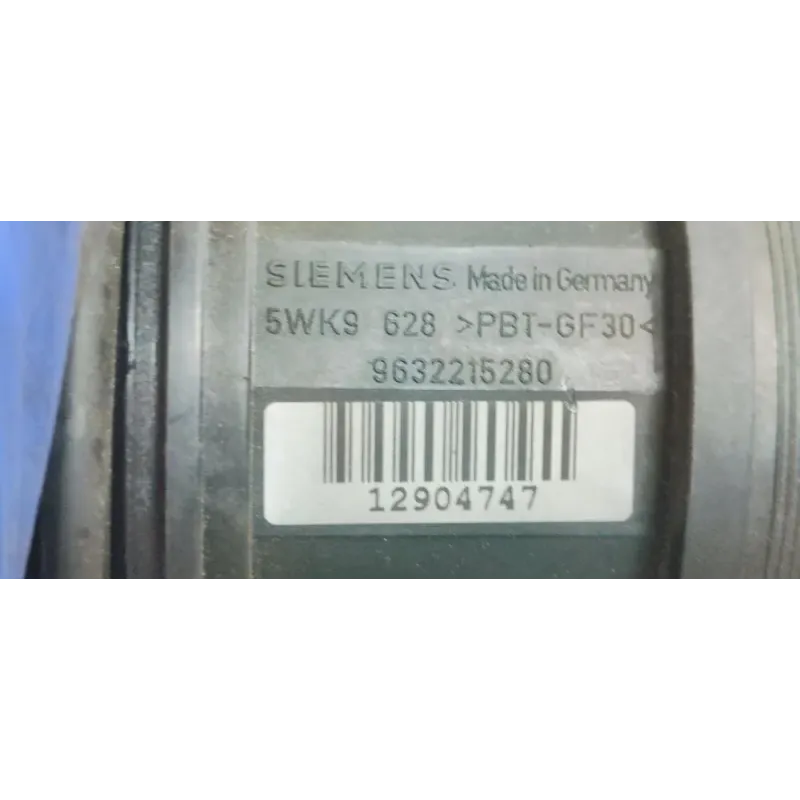 SIEMENS Made in Germany
5WK9 628 >PBT-GF30<
9632215280
12904747